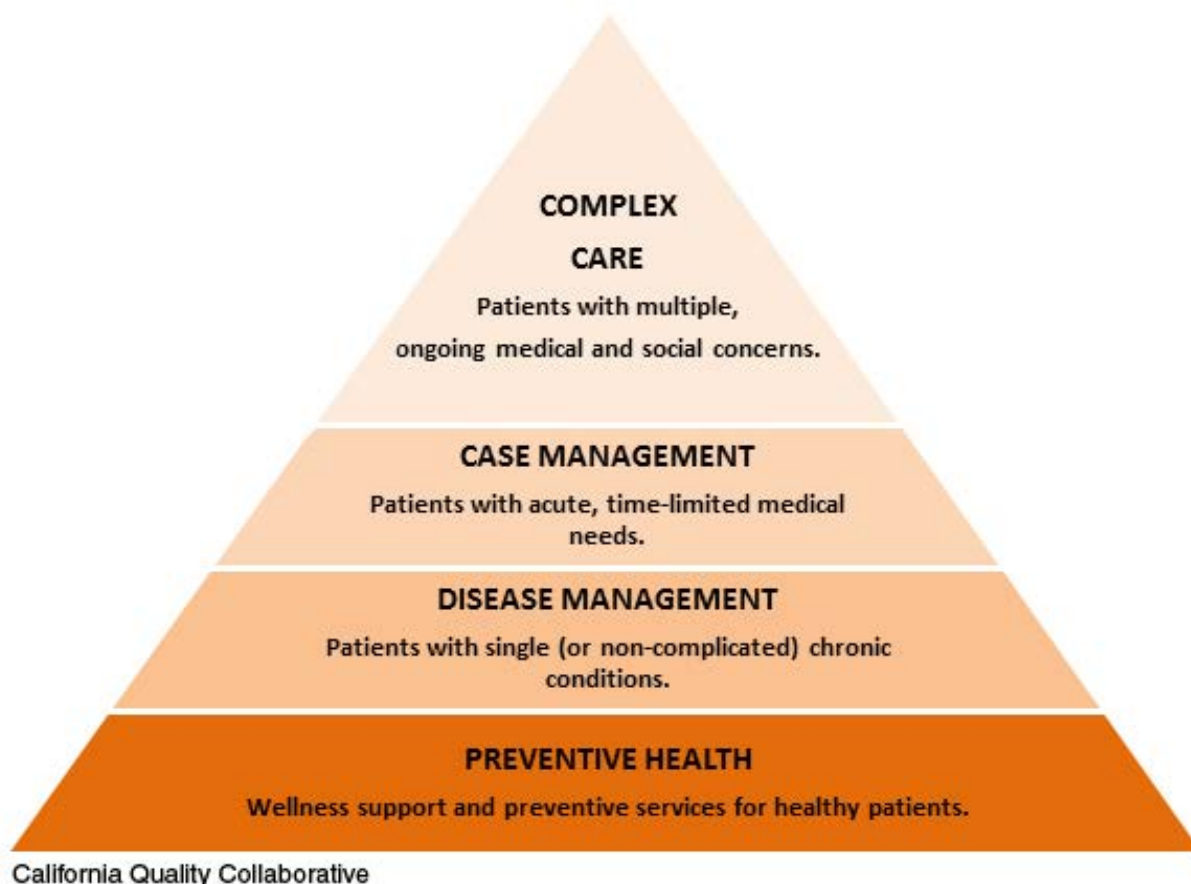 COMPLEX
CARE
Patients with multiple,
ongoing medical and social concerns.
CASE MANAGEMENT
Patients with acute, time-limited medical
needs.
DISEASE MANAGEMENT
Patients with single (or non-complicated) chronic
conditions.
PREVENTIVE HEALTH
Wellness support and preventive services for healthy patients.
California Quality Collaborative